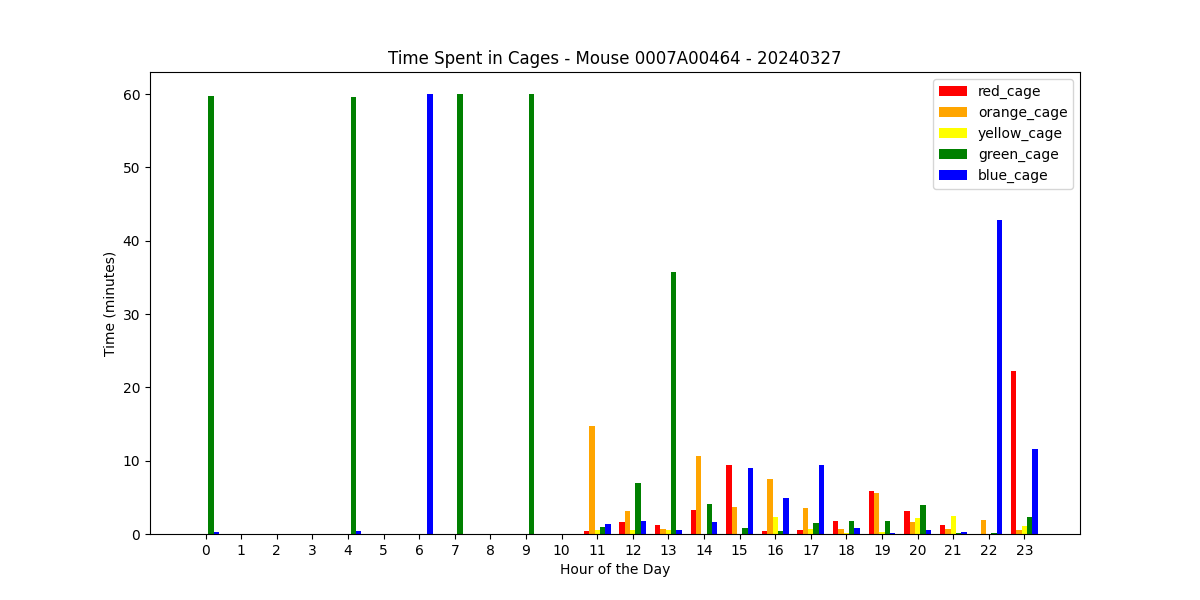 Time Spent in Cages - Mouse 0007A00464 - 20240327
red_cage
orange_cage
yellow_cage
green_cage
blue_cage
Time (minutes)
60
50
40
30
20
10
0
0 1 2 3 4 5 6 7 8 9 10 11 12 13 14 15 16 17 18 19 20 21 22 23
Hour of the Day